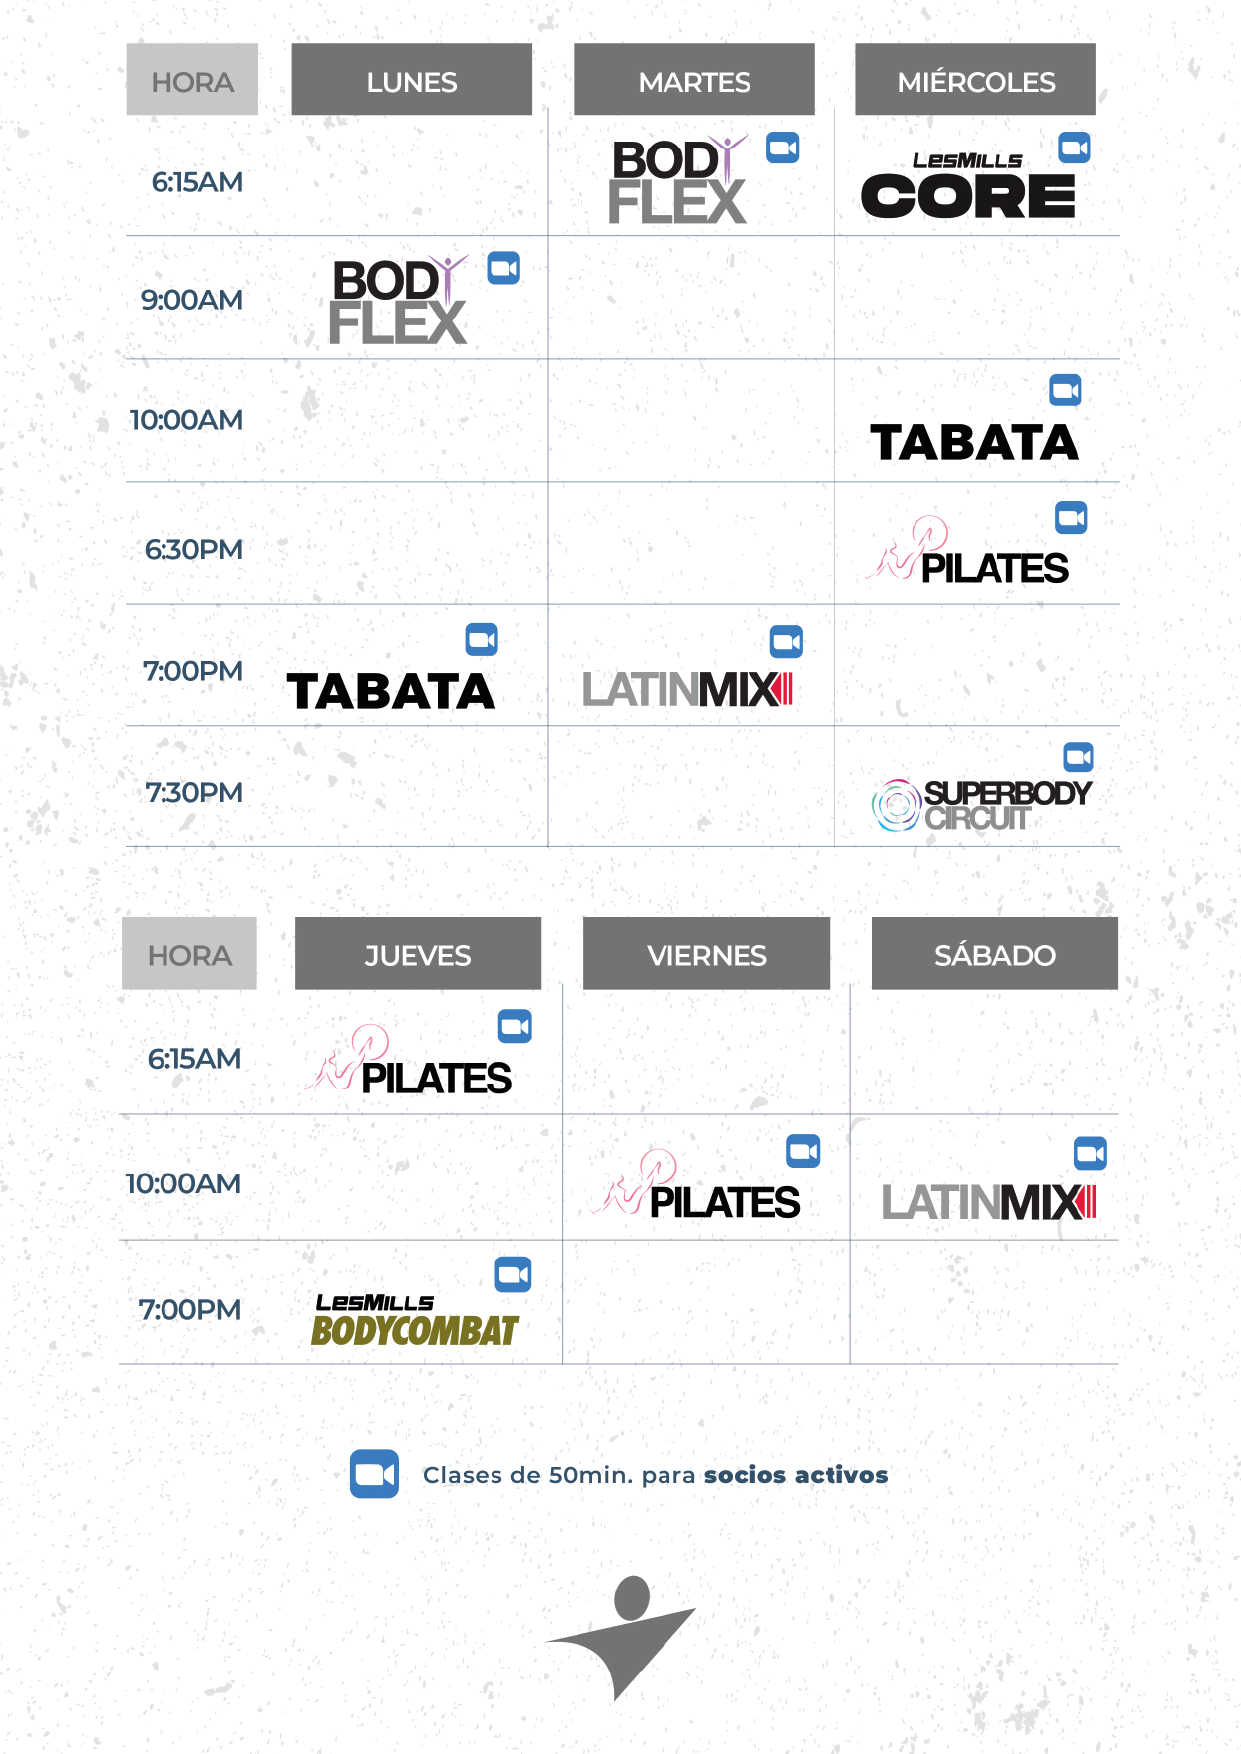 HORA LUNES MARTES MIÉRCOLES
6:15AM BODY FLEX LESMILLS CORE
9:00AM BODY FLEX
10:00AM TABATA
6:30PM PILATES
7:00PM TABATA LATINMIX
7:30PM SUPERBODY CIRCUIT
HORA JUEVES VIERNES SÁBADO
6:15AM PILATES
10:00AM PILATES LATINMIX
7:00PM LESMILLS BODYCOMBAT
Clases de 50min. para socios activos